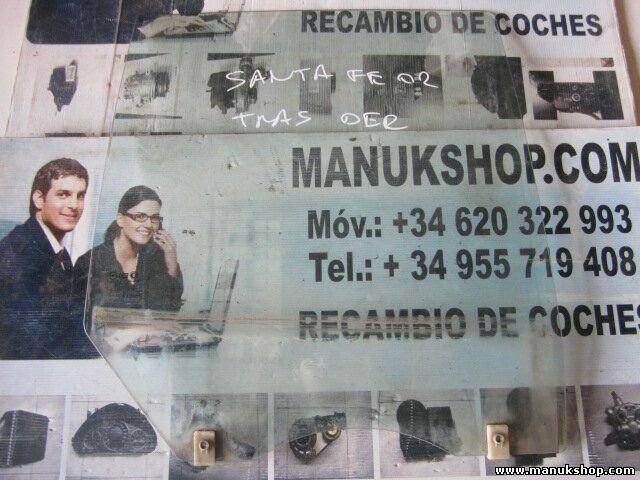 RECAMBIO DE COCHES
SANTA FE 02
TRAS DER
MANUKSHOP.COM
Móv.: +34 620 322 993
Tel.: + 34 955 719 408
RECAMBIO DE COCHES
www.manukshop.com